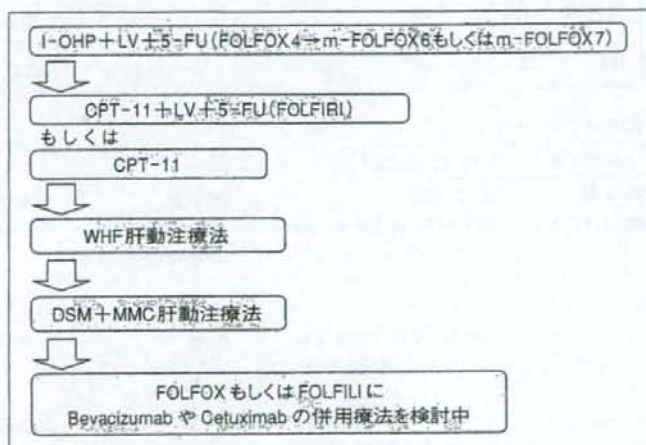 l-OHP+LV+5-FU(FOLFOX4→m-FOLFOX6もしくはm-FOLFOX7)
CPT-11+LV+5-FU(FOLFIRI)
もしくは
CPT-11
WHF肝動注療法
DSM+MMC肝動注療法
FOLFOXもしくはFOLFILIに
BevacizumabやCetuximabの併用療法を検討中